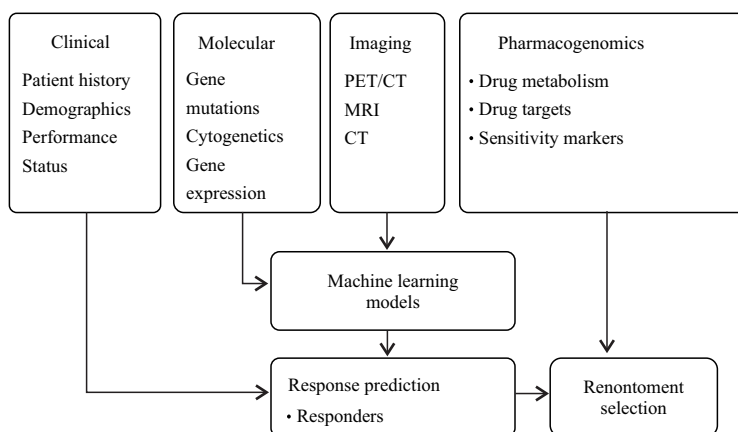 Clinical
Patient history
Demographics
Performance
Status
Molecular
Gene
mutations
Cytogenetics
Gene
expression
Imaging
PET/CT
MRI
CT
Pharmacogenomics
• Drug metabolism
• Drug targets
• Sensitivity markers
Machine learning
models
Response prediction
• Responders
Renontoment
selection